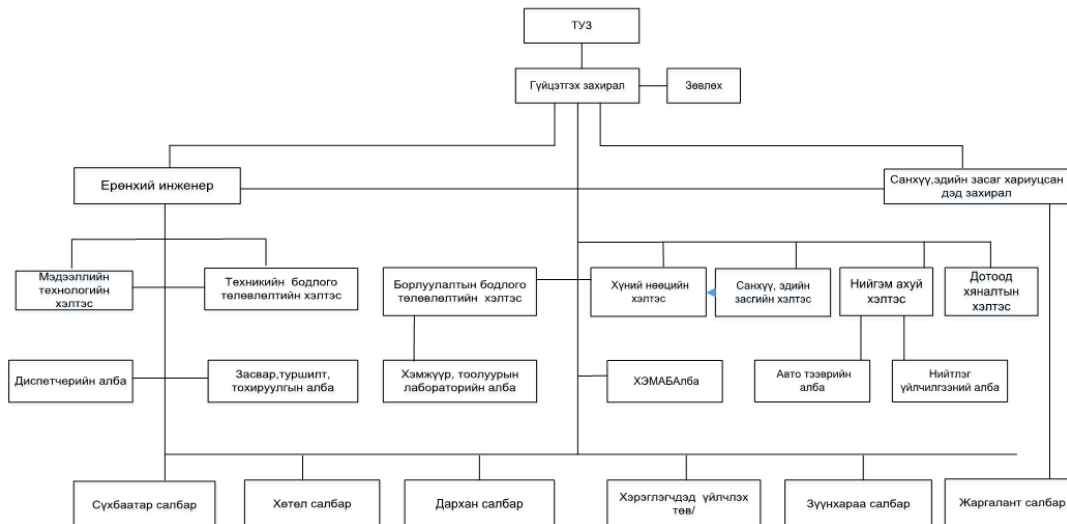 ТУЗ
Гүйцэтгэх захирал
Зөвлөх
Ерөнхий инженер
Санхүү,эдийн засаг хариуцсан
дэд захирал
Мэдээллийн
технологийн
хэлтэс
Техникийн бодлого
төлөвлөлтийн хэлтэс
Борлуулалтын бодлого
төлөвлөлтийн хэлтэс
Хүний нөөцийн
хэлтэс
Санхүү, эдийн
засгийн хэлтэс
Нийгэм ахуй
хэлтэс
Дотоод
хяналтын
хэлтэс
Диспетчерийн алба
Засвар,туршилт,
тохируулгын алба
Хэмжүүр, тоолуурын
лабораторийн алба
ХЭМАБАлба
Авто тээврийн
алба
Нийтлэг
үйлчилгээний алба
Сүхбаатар салбар
Хөтөл салбар
Дархан салбар
Хэрэглэгчдэд үйлчлэх
төв/
Зүүнхараа салбар
Жаргалант салбар